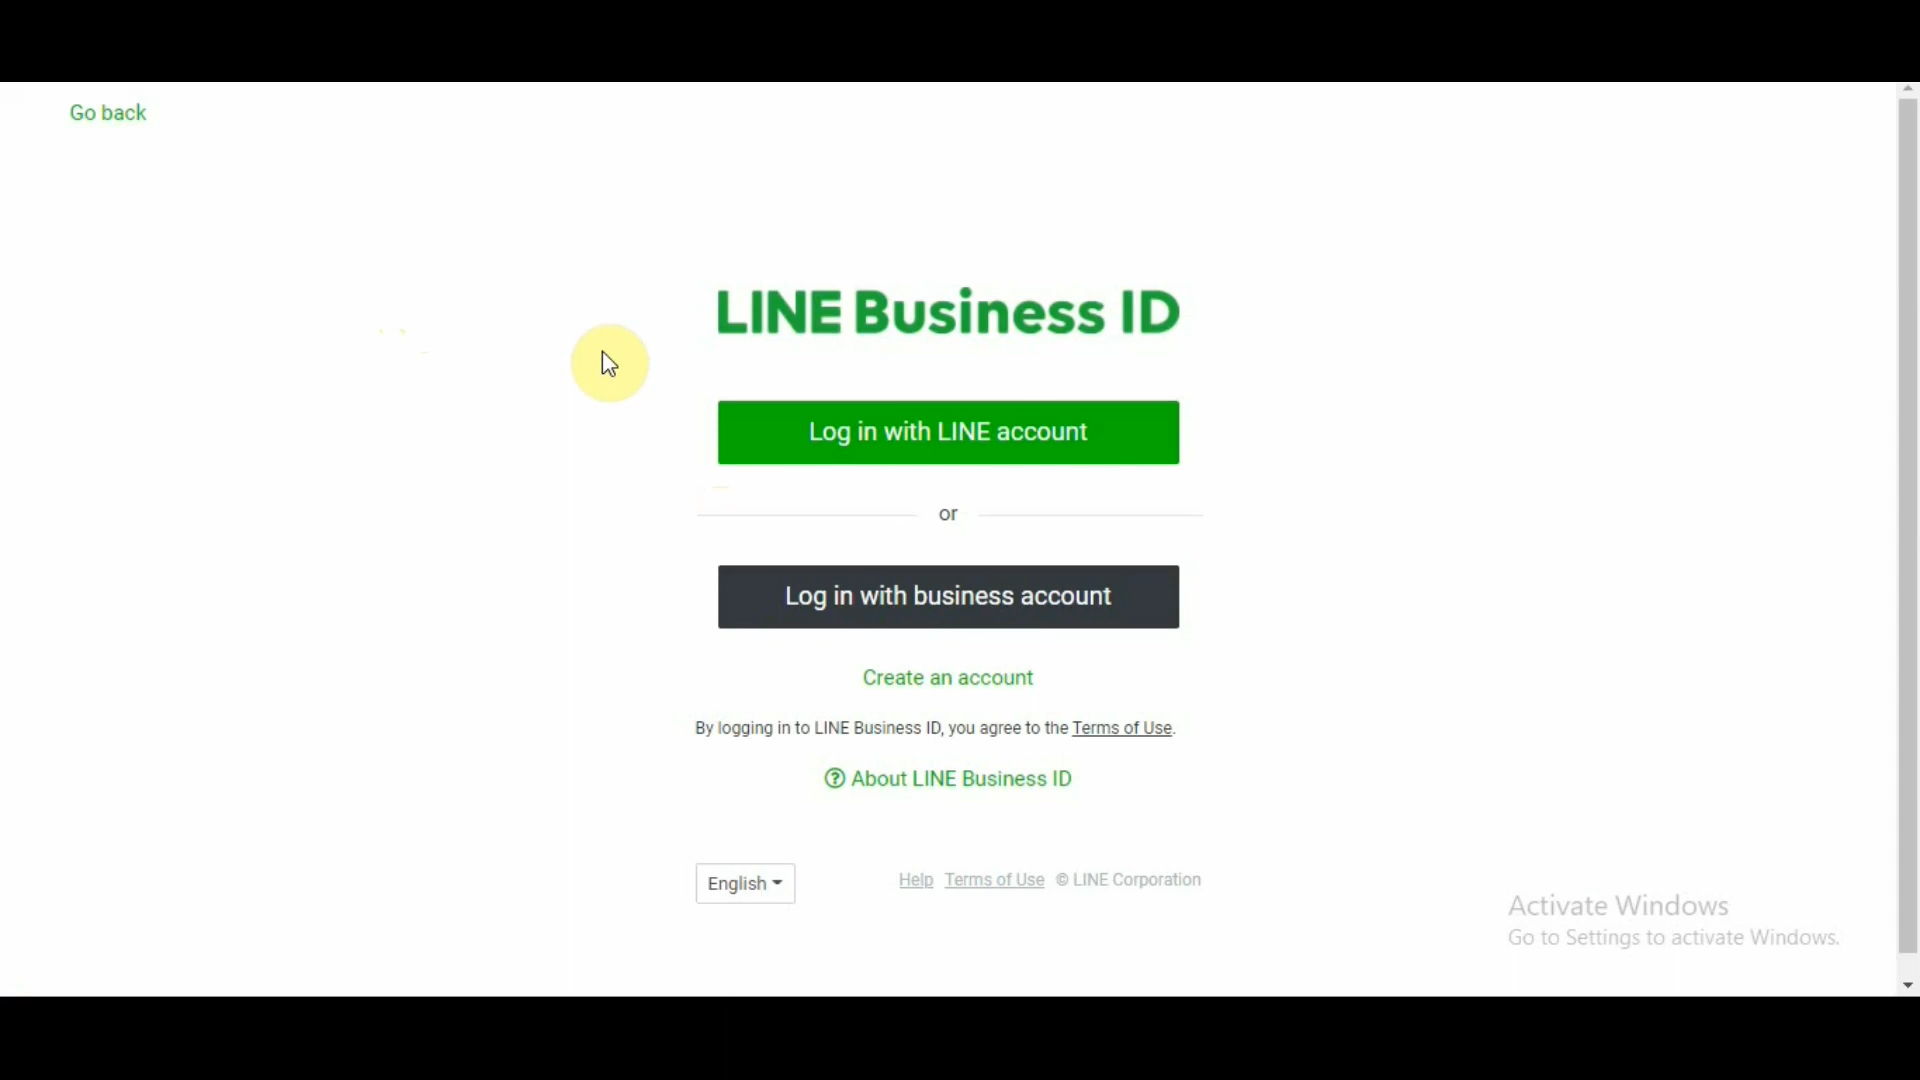 Go back
LINE Business ID
Log in with LINE account
or
Log in with business account
Create an account
By logging in to LINE Business ID, you agree to the Terms of Use.
? About LINE Business ID
English
Help Terms of Use © LINE Corporation
Activate Windows
Go to Settings to activate Windows.